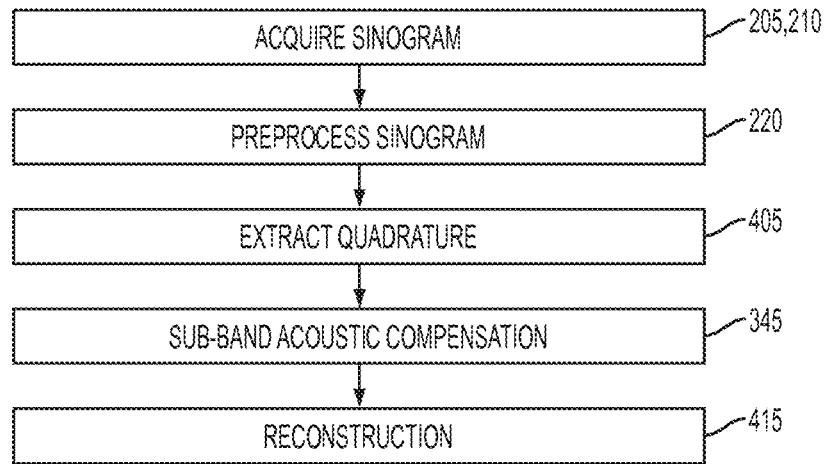 ACQUIRE SINOGRAM 205,210
PREPROCESS SINOGRAM 220
EXTRACT QUADRATURE 405
SUB-BAND ACOUSTIC COMPENSATION 345
RECONSTRUCTION 415